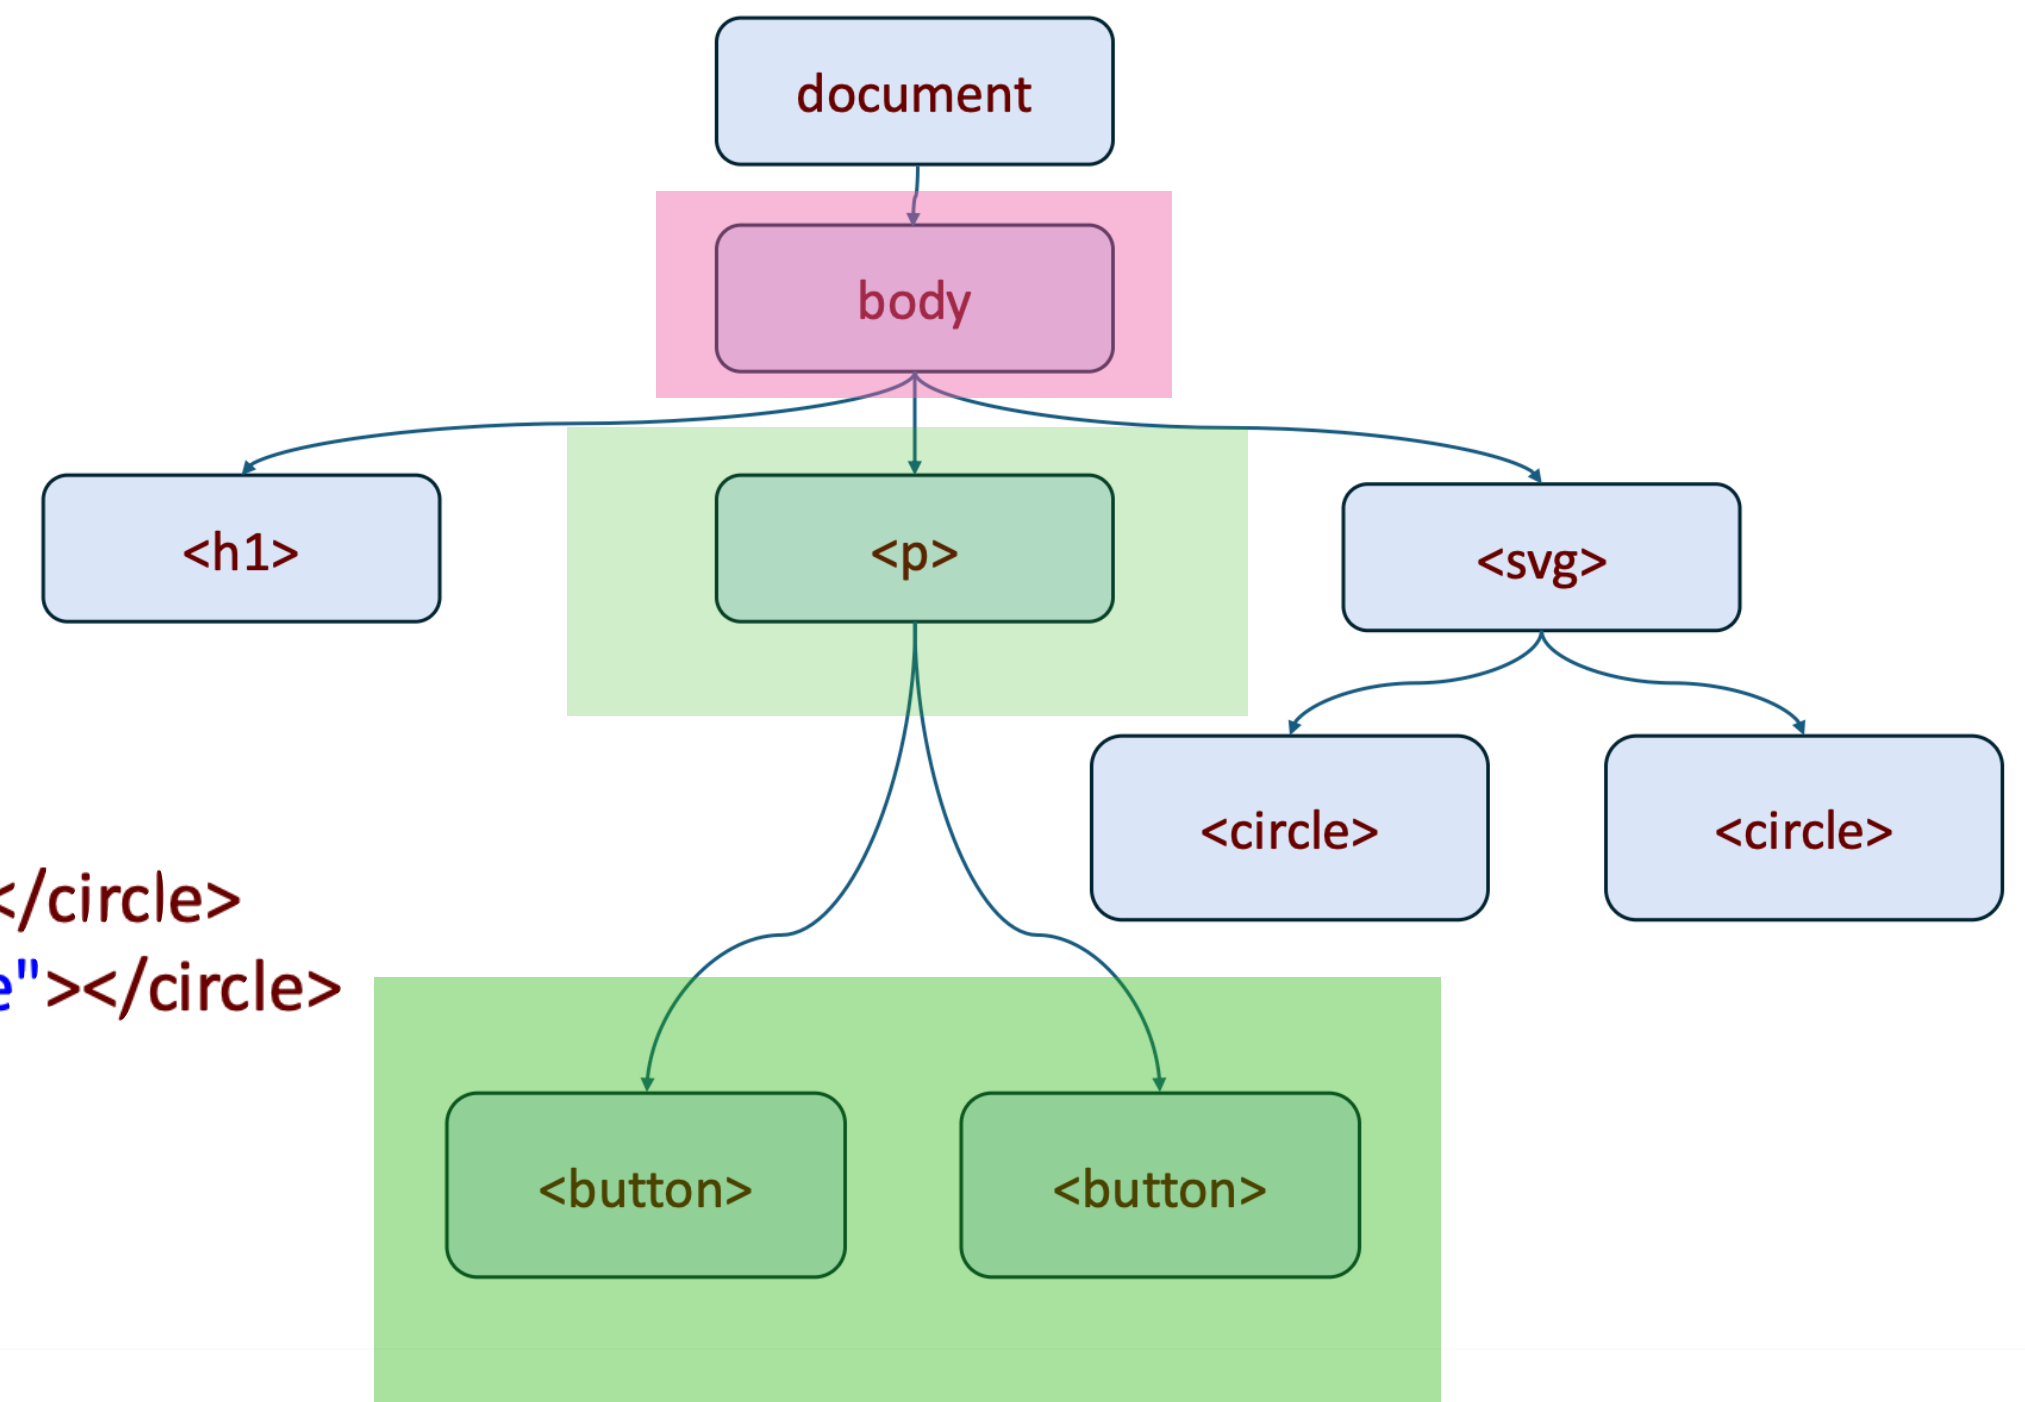 document
body
<h1>
<p>
<svg>
<circle>
<circle>
</circle>
e"></circle>
<button>
<button>